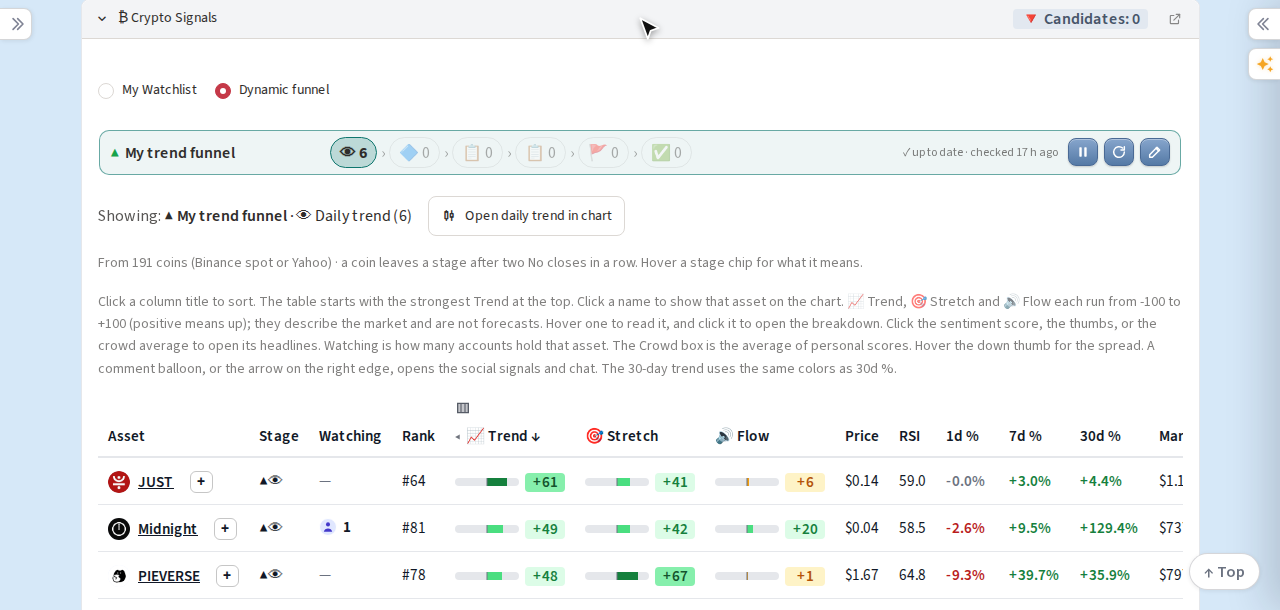 ₿ Crypto Signals
🔻 Candidates: 0
My Watchlist
Dynamic funnel
▲ My trend funnel 👁 6 › 🔷 0 › 📋 0 › 📋 0 › 🚩 0 › ✅ 0 ✓ up to date · checked 17 h ago
Showing: ▲ My trend funnel · 👁 Daily trend (6)
Open daily trend in chart
From 191 coins (Binance spot or Yahoo) · a coin leaves a stage after two No closes in a row. Hover a stage chip for what it means.
Click a column title to sort. The table starts with the strongest Trend at the top. Click a name to show that asset on the chart. 📈 Trend, 🎯 Stretch and 🔊 Flow each run from -100 to
+100 (positive means up); they describe the market and are not forecasts. Hover one to read it, and click it to open the breakdown. Click the sentiment score, the thumbs, or the
crowd average to open its headlines. Watching is how many accounts hold that asset. The Crowd box is the average of personal scores. Hover the down thumb for the spread. A
comment balloon, or the arrow on the right edge, opens the social signals and chat. The 30-day trend uses the same colors as 30d %.
Asset Stage Watching Rank ◂ 📈 Trend ↓ 🎯 Stretch 🔊 Flow Price RSI 1d % 7d % 30d % Mar
JUST + ▲👁 — #64 +61 +41 +6 $0.14 59.0 -0.0% +3.0% +4.4% $1.1
Midnight + ▲👁 1 #81 +49 +42 +20 $0.04 58.5 -2.6% +9.5% +129.4% $73
PIEVERSE + ▲👁 — #78 +48 +67 +1 $1.67 64.8 -9.3% +39.7% +35.9% $79
↑ Top